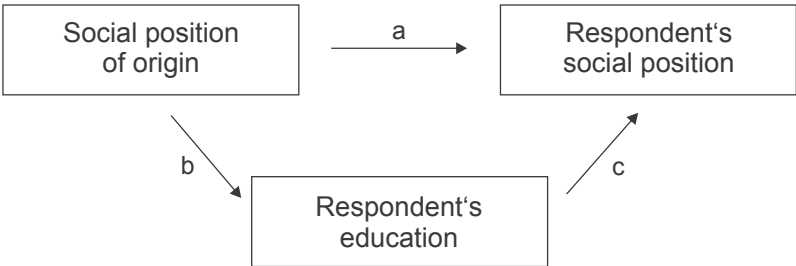 Social position
of origin
a
Respondent‘s
social position
b
c
Respondent‘s
education